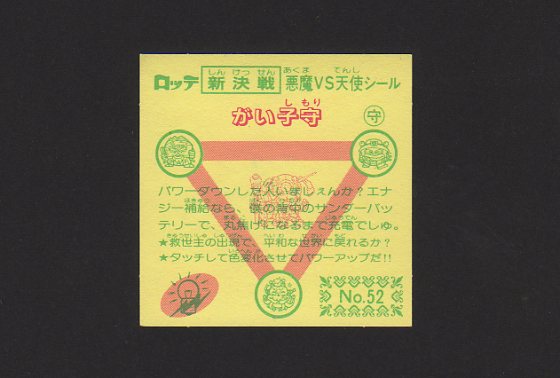 ロッテ 新決戦 悪魔VS天使シール
がい子守
守
パワーダウンした人いましぇんか?エナ
ジー補給なら、僕の背中のサンダーバッ
テリーで、丸焦げになるまで充電でしゅ。
★救世主の出現で、平和な世界に戻れるか?
★タッチして色変化させてパワーアップだ!!
No.52